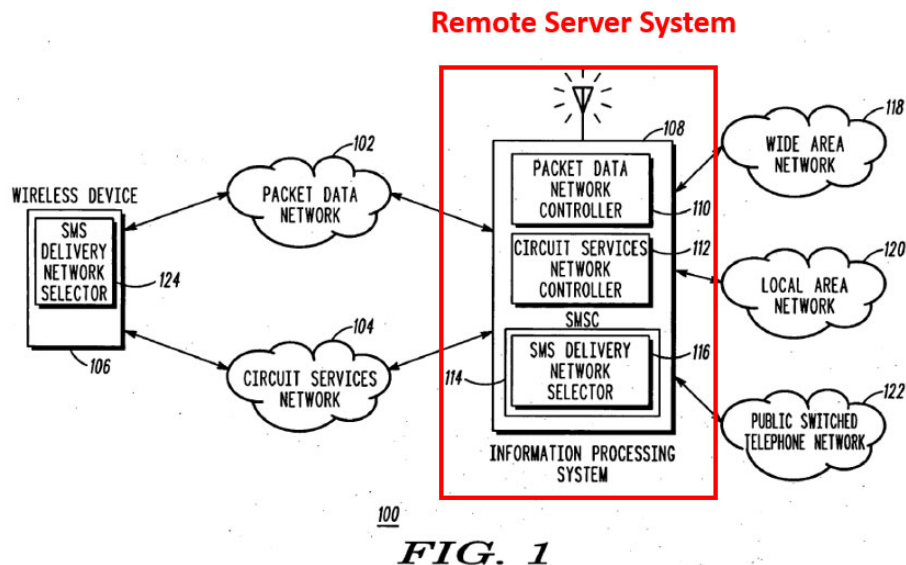 Remote Server System
108
118
WIDE AREA
NETWORK
102
PACKET DATA
NETWORK
PACKET DATA
NETWORK
CONTROLLER
110
WIRELESS DEVICE
SMS
DELIVERY
NETWORK
SELECTOR
124
106
CIRCUIT SERVICES
NETWORK
CONTROLLER
112
120
LOCAL AREA
NETWORK
104
CIRCUIT SERVICES
NETWORK
SMSC
SMS DELIVERY
NETWORK
SELECTOR
116
114
122
PUBLIC SWITCHED
TELEPHONE NETWORK
INFORMATION PROCESSING
SYSTEM
100
FIG. 1